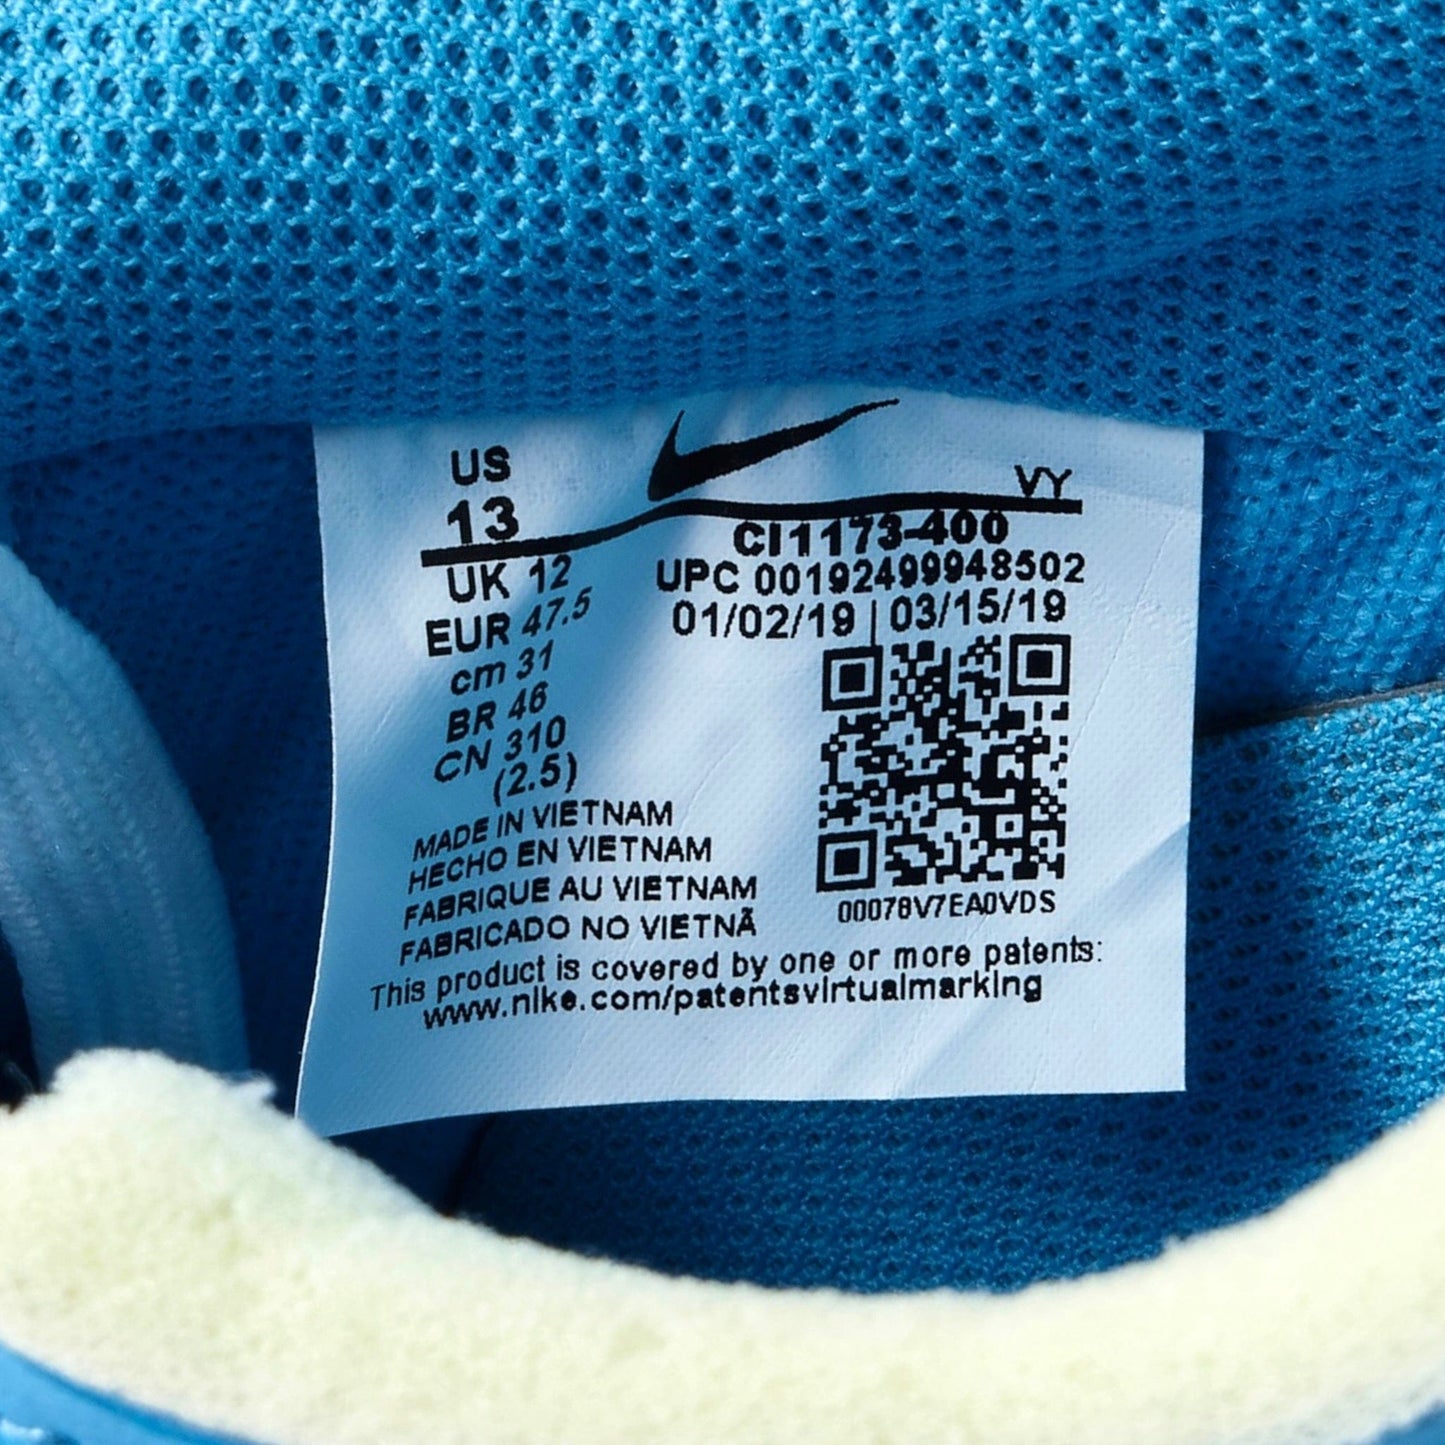 US
13
UK 12
EUR 47.5
cm 31
BR 46
CN 310
(2.5)
VY
CI1173-400
UPC 00192499948502
01/02/19 | 03/15/19
00078V7EA0VDS
MADE IN VIETNAM
HECHO EN VIETNAM
FABRIQUE AU VIETNAM
FABRICADO NO VIETNÃ
This product is covered by one or more patents:
www.nike.com/patentsvirtualmarking